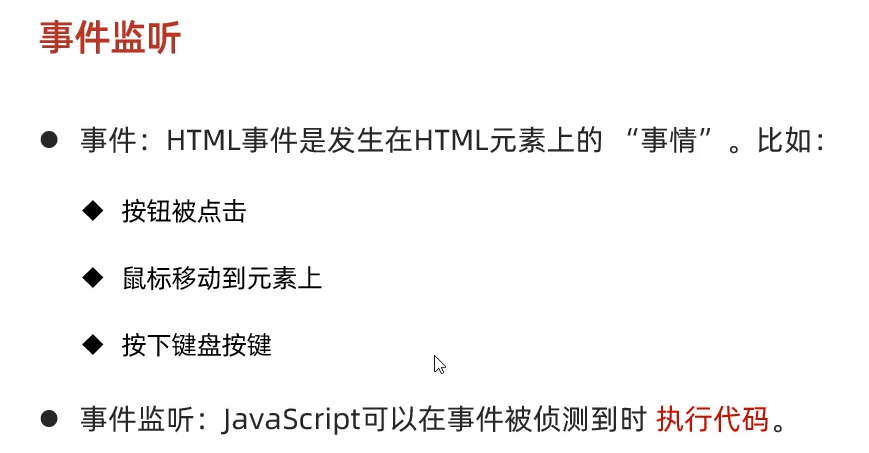 事件监听
● 事件：HTML事件是发生在HTML元素上的 “事情” 。比如：
◆ 按钮被点击
◆ 鼠标移动到元素上
◆ 按下键盘按键
● 事件监听：JavaScript可以在事件被侦测到时 执行代码。